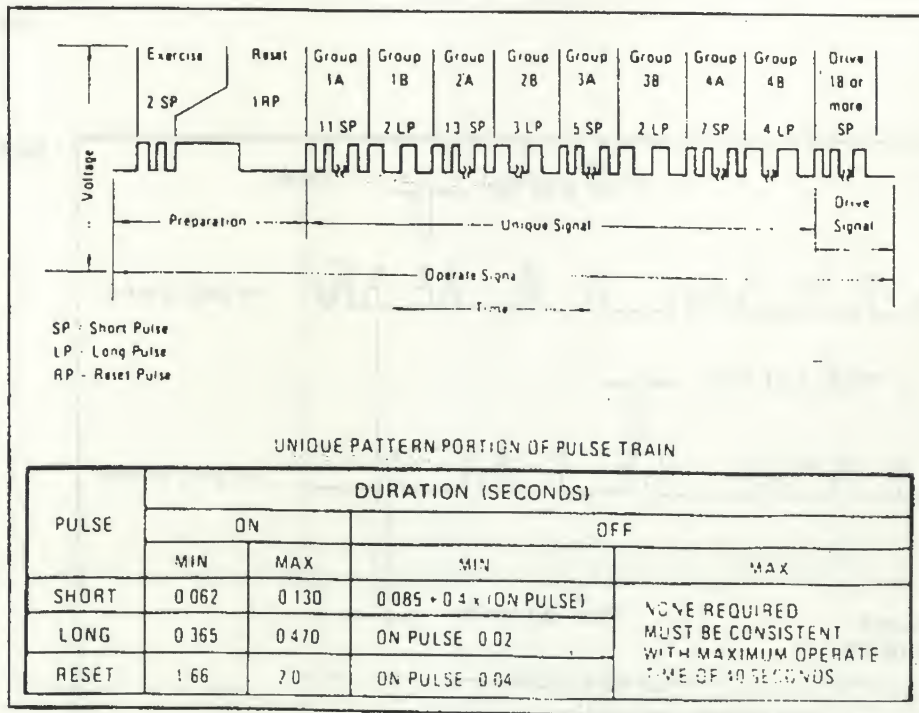 Exercise Reset Group Group Group Group Group Group Group Group Drive
1A 1B 2A 2B 3A 3B 4A 4B 18 or
more
2 SP 1RP 11 SP 2 LP 13 SP 3 LP 5 SP 2 LP 7 SP 4 LP SP
Voltage
Drive
Preparation Unique Signal Signal
Operate Signa
Time
SP - Short Pulse
LP - Long Pulse
RP - Reset Pulse
UNIQUE PATTERN PORTION OF PULSE TRAIN
DURATION (SECONDS)
PULSE ON OFF
MIN MAX MIN MAX
SHORT 0.062 0.130 0.085 + 0.4 x (ON PULSE) NONE REQUIRED
LONG 0.365 0.470 ON PULSE 0.02 MUST BE CONSISTENT
WITH MAXIMUM OPERATE
RESET 1.66 2.0 ON PULSE 0.04 TIME OF SECONDS